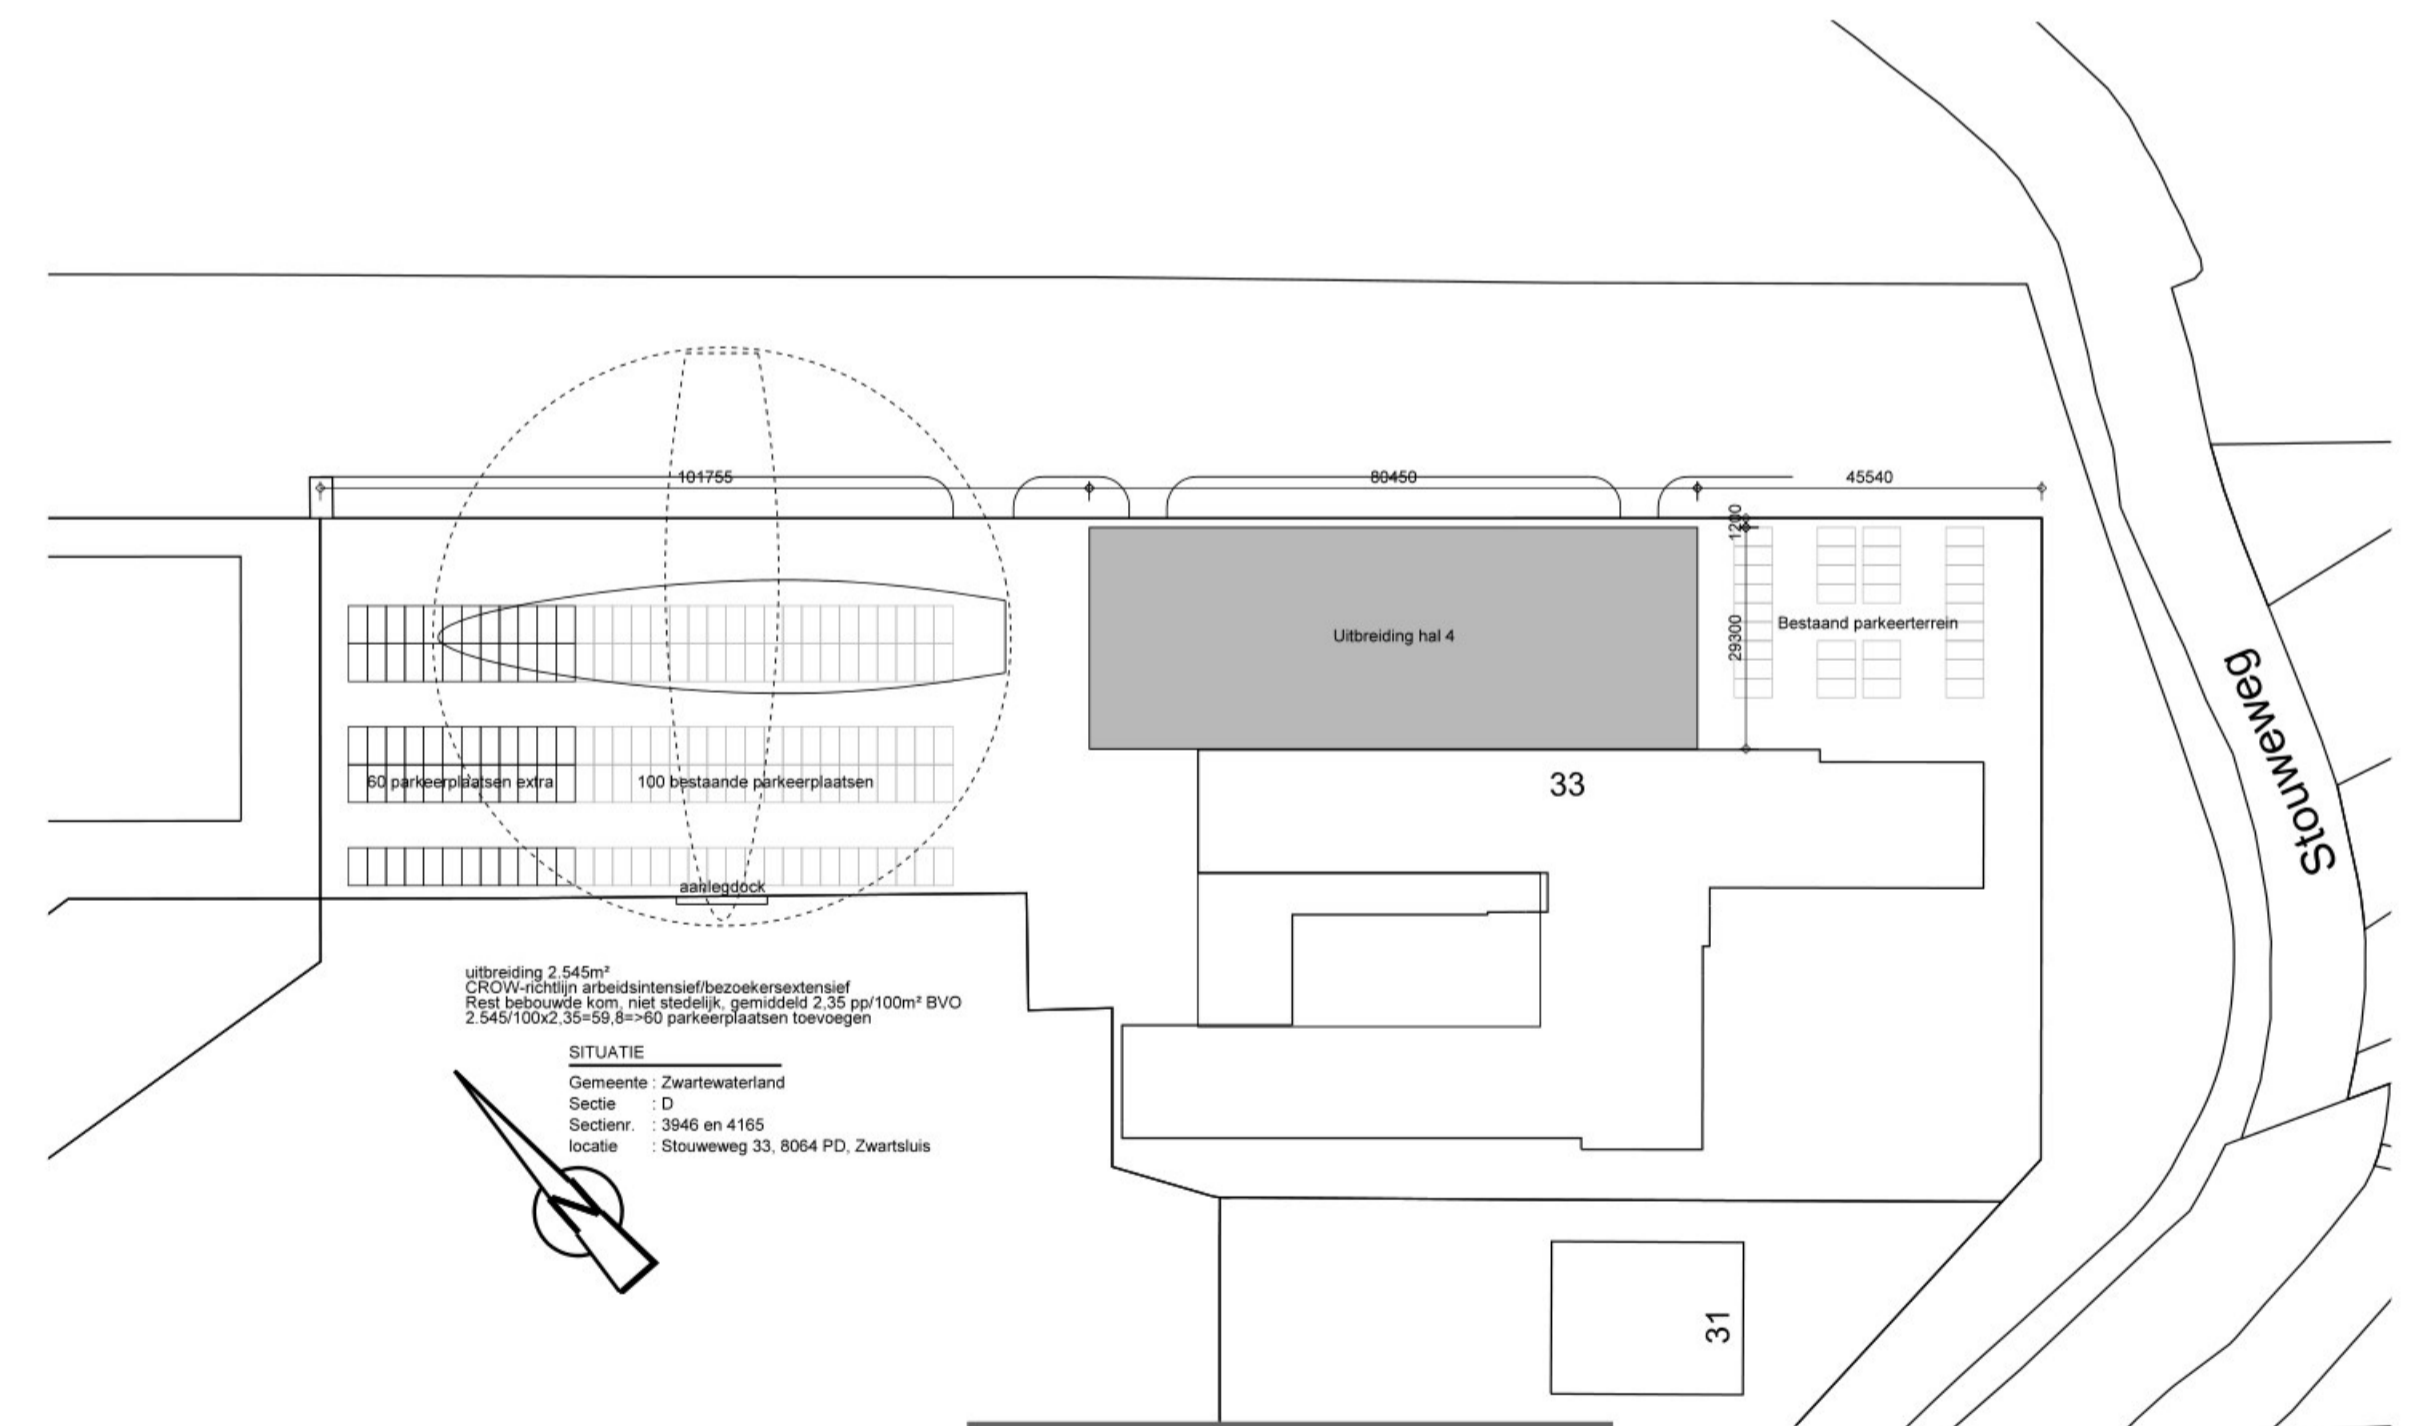 101755
80450
45540
1200
Uitbreiding hal 4
29300
Bestaand parkeerterrein
Stouweweg
60 parkeerplaatsen extra
100 bestaande parkeerplaatsen
33
aanlegdock
uitbreiding 2.545m²
CROW-richtlijn arbeidsintensief/bezoekersextensief
Rest bebouwde kom, niet stedelijk, gemiddeld 2,35 pp/100m² BVO
2.545/100x2,35=59,8=>60 parkeerplaatsen toevoegen
SITUATIE
Gemeente : Zwartewaterland
Sectie : D
Sectienr. : 3946 en 4165
locatie : Stouweweg 33, 8064 PD, Zwartsluis
N
31